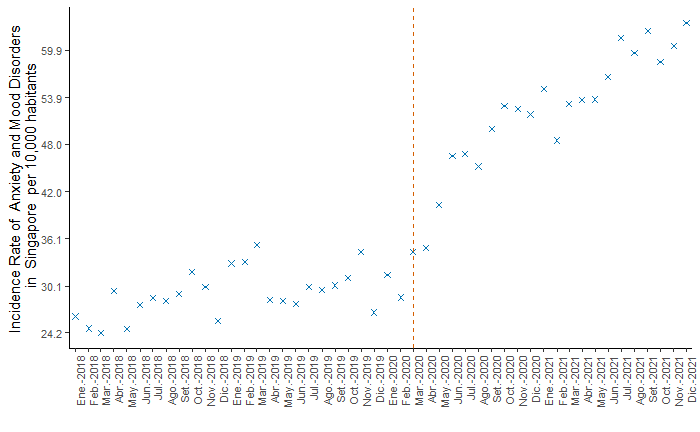 Incidence Rate of Anxiety and Mood Disorders
in Singapore per 10,000 habitants
59.9
53.9
48.0
42.0
36.1
30.1
24.2
Ene.-2018
Feb.-2018
Mar.-2018
Abr.-2018
May.-2018
Jun.-2018
Jul.-2018
Ago.-2018
Set.-2018
Oct.-2018
Nov.-2018
Dic.-2018
Ene.-2019
Feb.-2019
Mar.-2019
Abr.-2019
May.-2019
Jun.-2019
Jul.-2019
Ago.-2019
Set.-2019
Oct.-2019
Nov.-2019
Dic.-2019
Ene.-2020
Feb.-2020
Mar.-2020
Abr.-2020
May.-2020
Jun.-2020
Jul.-2020
Ago.-2020
Set.-2020
Oct.-2020
Nov.-2020
Dic.-2020
Ene.-2021
Feb.-2021
Mar.-2021
Abr.-2021
May.-2021
Jun.-2021
Jul.-2021
Ago.-2021
Set.-2021
Oct.-2021
Nov.-2021
Dic.-2021